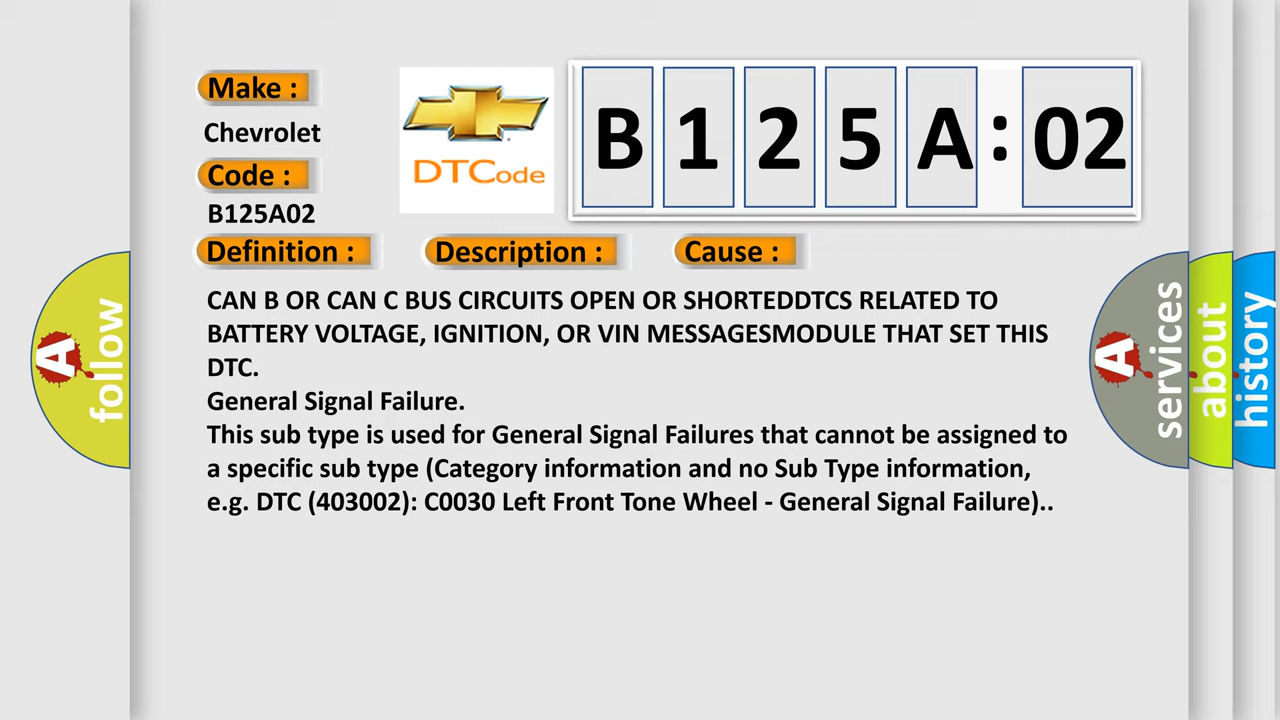 Make :
Chevrolet
Code :
B125A02
DTCode
B125A:02
Definition :
Description :
Cause :
CAN B OR CAN C BUS CIRCUITS OPEN OR SHORTEDDTCS RELATED TO
BATTERY VOLTAGE, IGNITION, OR VIN MESSAGESMODULE THAT SET THIS
DTC.
General Signal Failure.
This sub type is used for General Signal Failures that cannot be assigned to
a specific sub type (Category information and no Sub Type information,
e.g. DTC (403002): C0030 Left Front Tone Wheel - General Signal Failure)..
A follow
A services
about
history